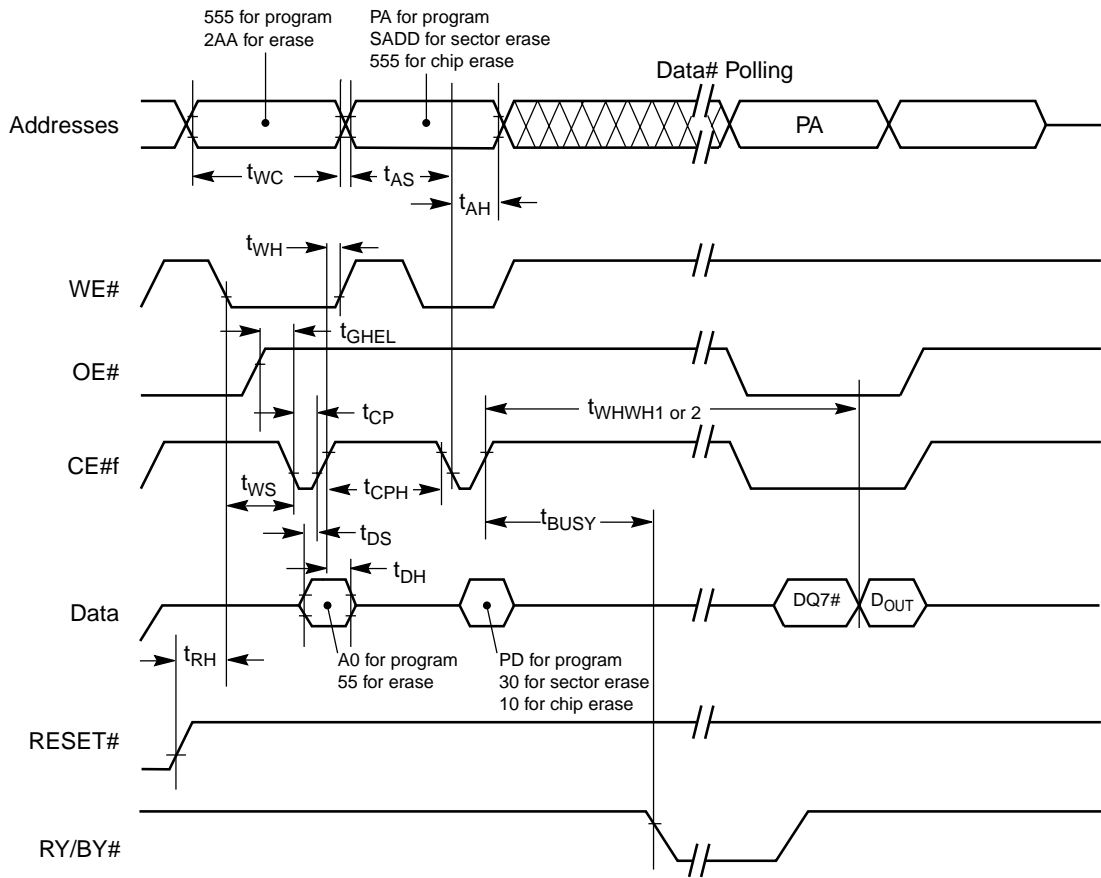 555 for program
2AA for erase
PA for program
SADD for sector erase
555 for chip erase
Data# Polling
Addresses
PA
tWC
tAS
tAH
tWH
WE#
tGHEL
OE#
tWHWH1 or 2
tCP
CE#f
tWS
tCPH
tBUSY
tDS
tDH
Data
DQ7#
DOUT
tRH
A0 for program
55 for erase
PD for program
30 for sector erase
10 for chip erase
RESET#
RY/BY#